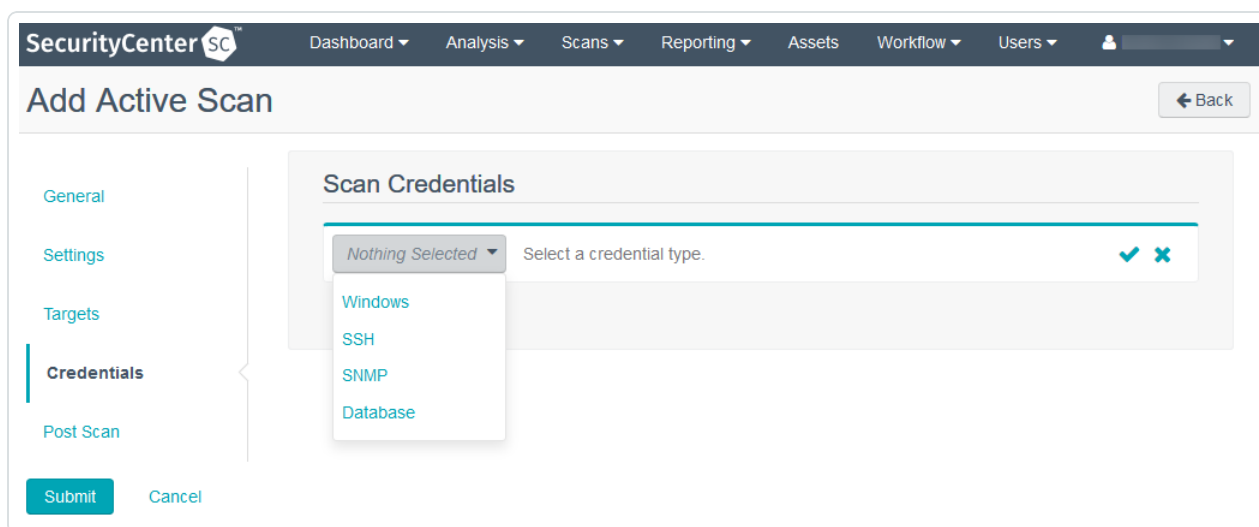 SecurityCenter SC™ Dashboard Analysis Scans Reporting Assets Workflow Users
Add Active Scan
Back
General
Settings
Targets
Credentials
Post Scan
Submit Cancel
Scan Credentials
Nothing Selected Select a credential type.
Windows
SSH
SNMP
Database